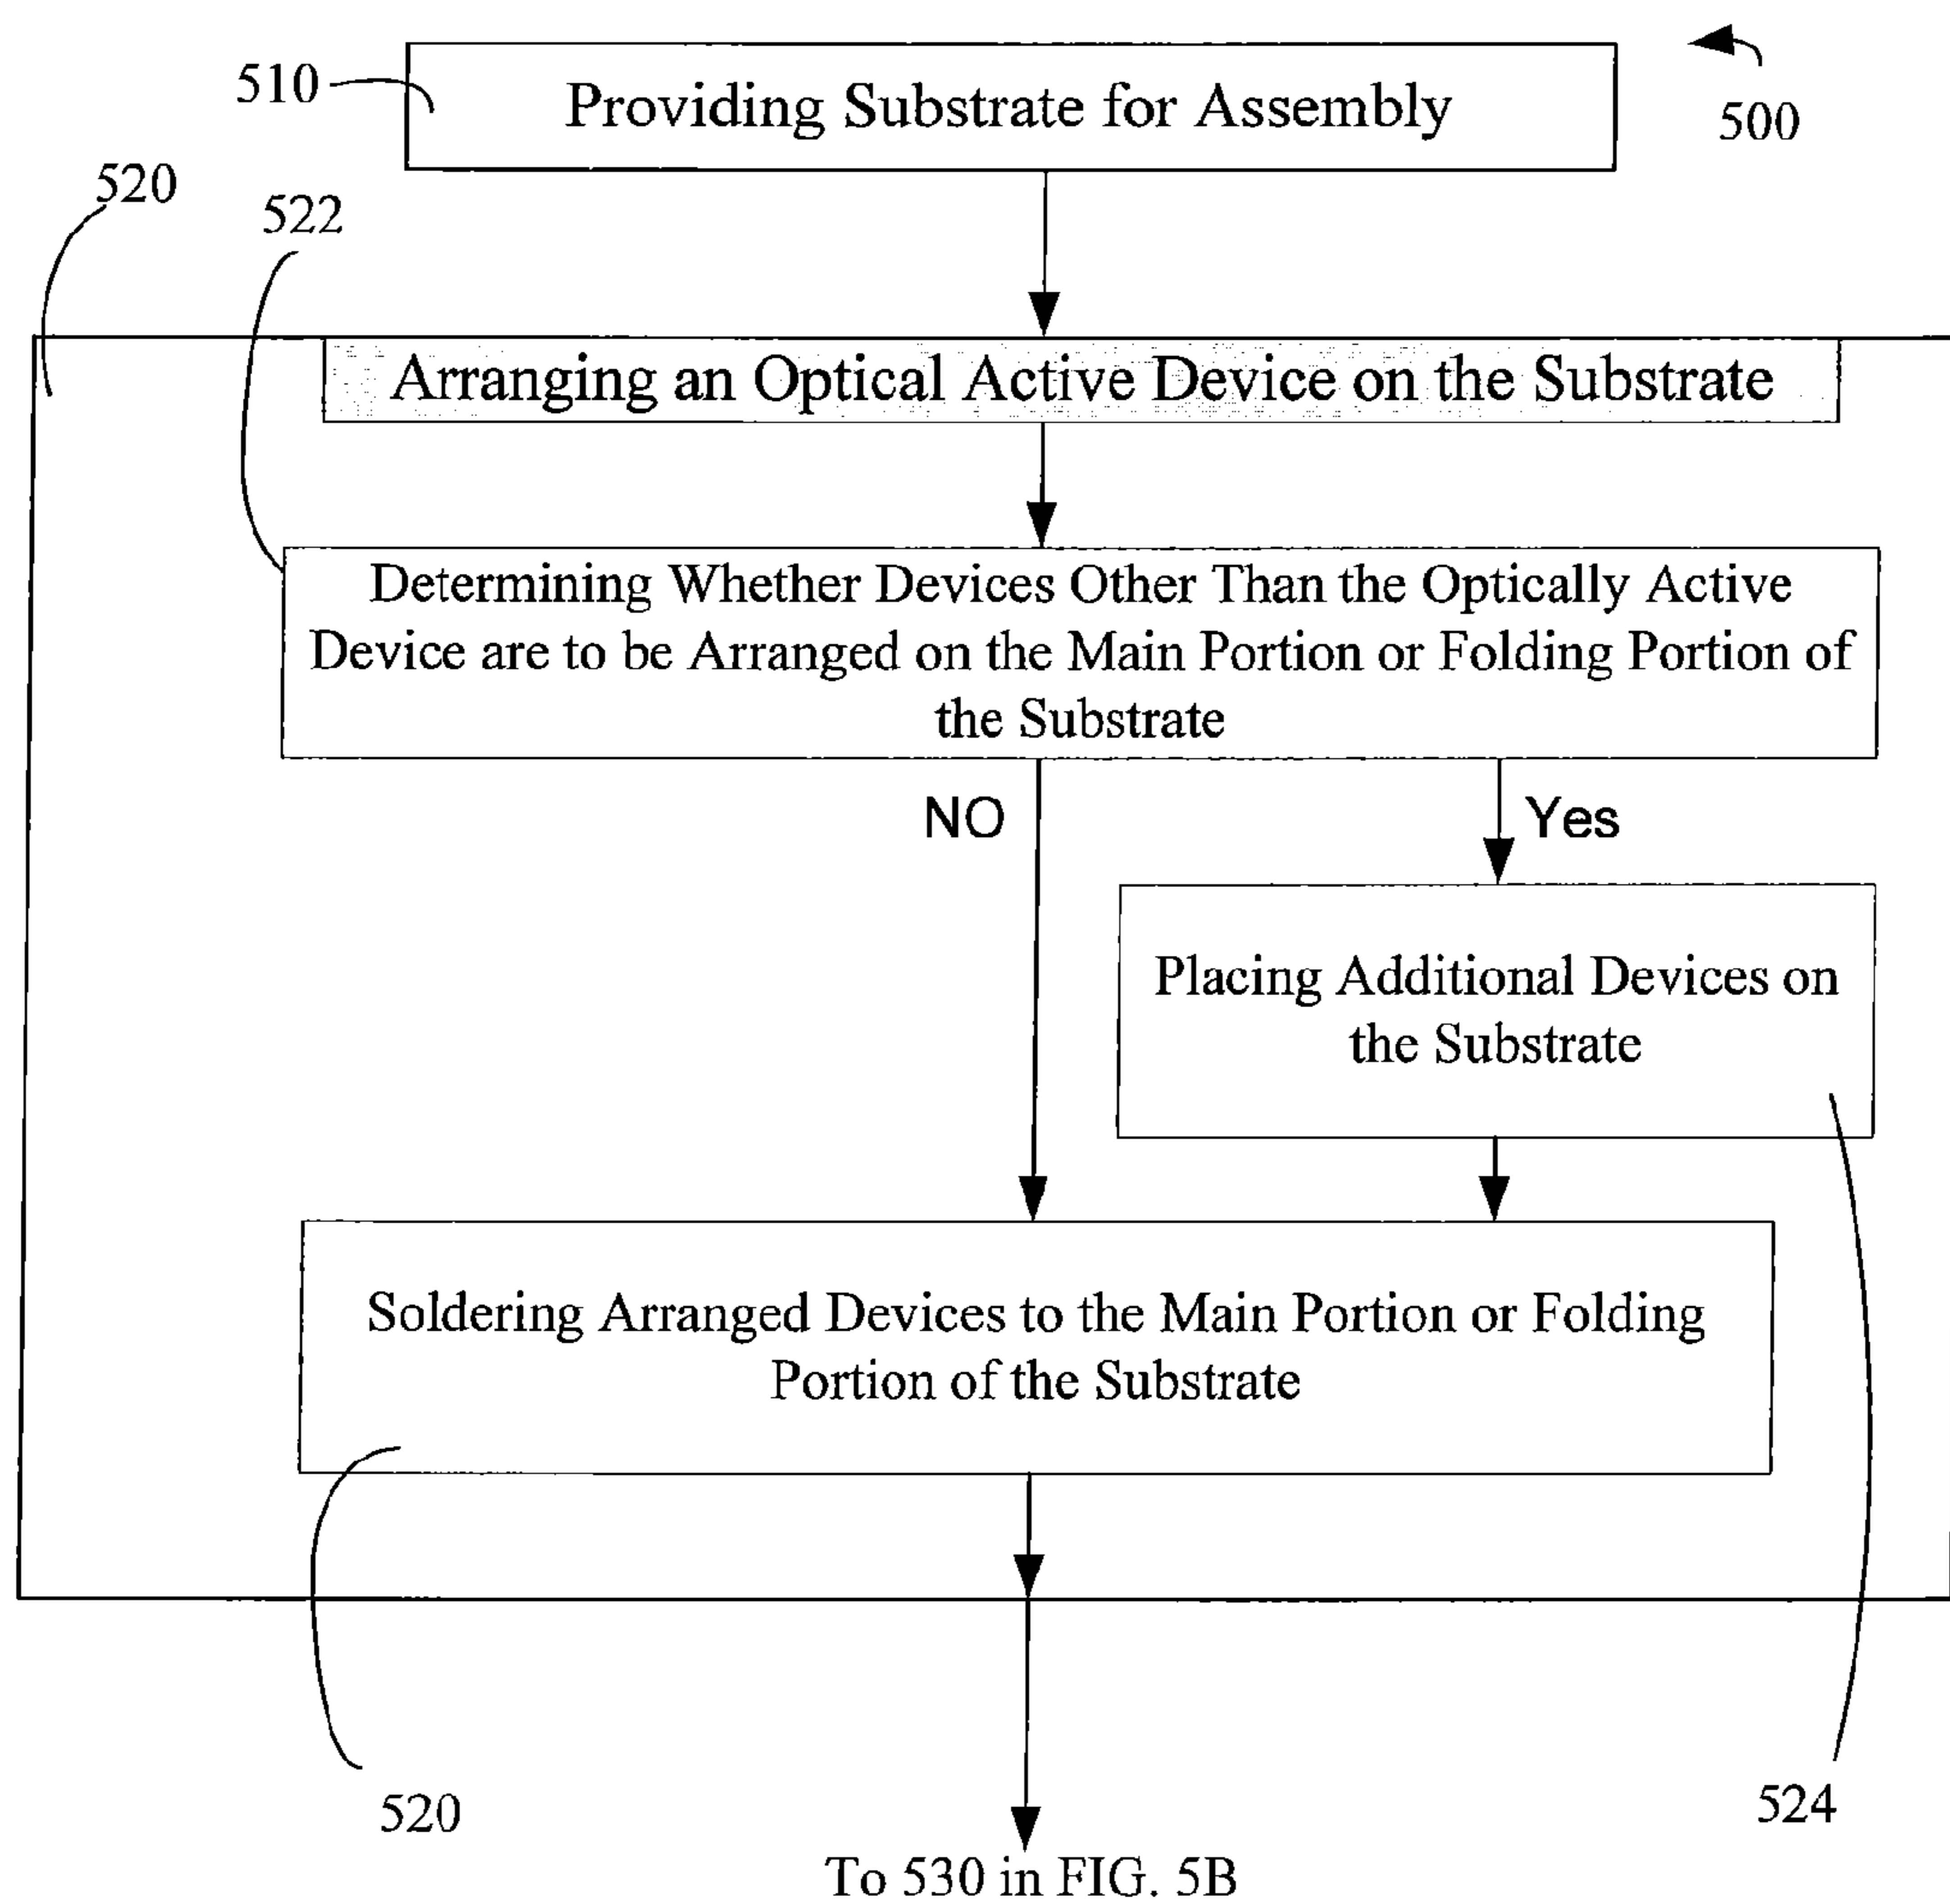 510
Providing Substrate for Assembly
500
520
522
Arranging an Optical Active Device on the Substrate
Determining Whether Devices Other Than the Optically Active
Device are to be Arranged on the Main Portion or Folding Portion of
the Substrate
NO
Yes
Placing Additional Devices on
the Substrate
Soldering Arranged Devices to the Main Portion or Folding
Portion of the Substrate
520
524
To 530 in FIG. 5B